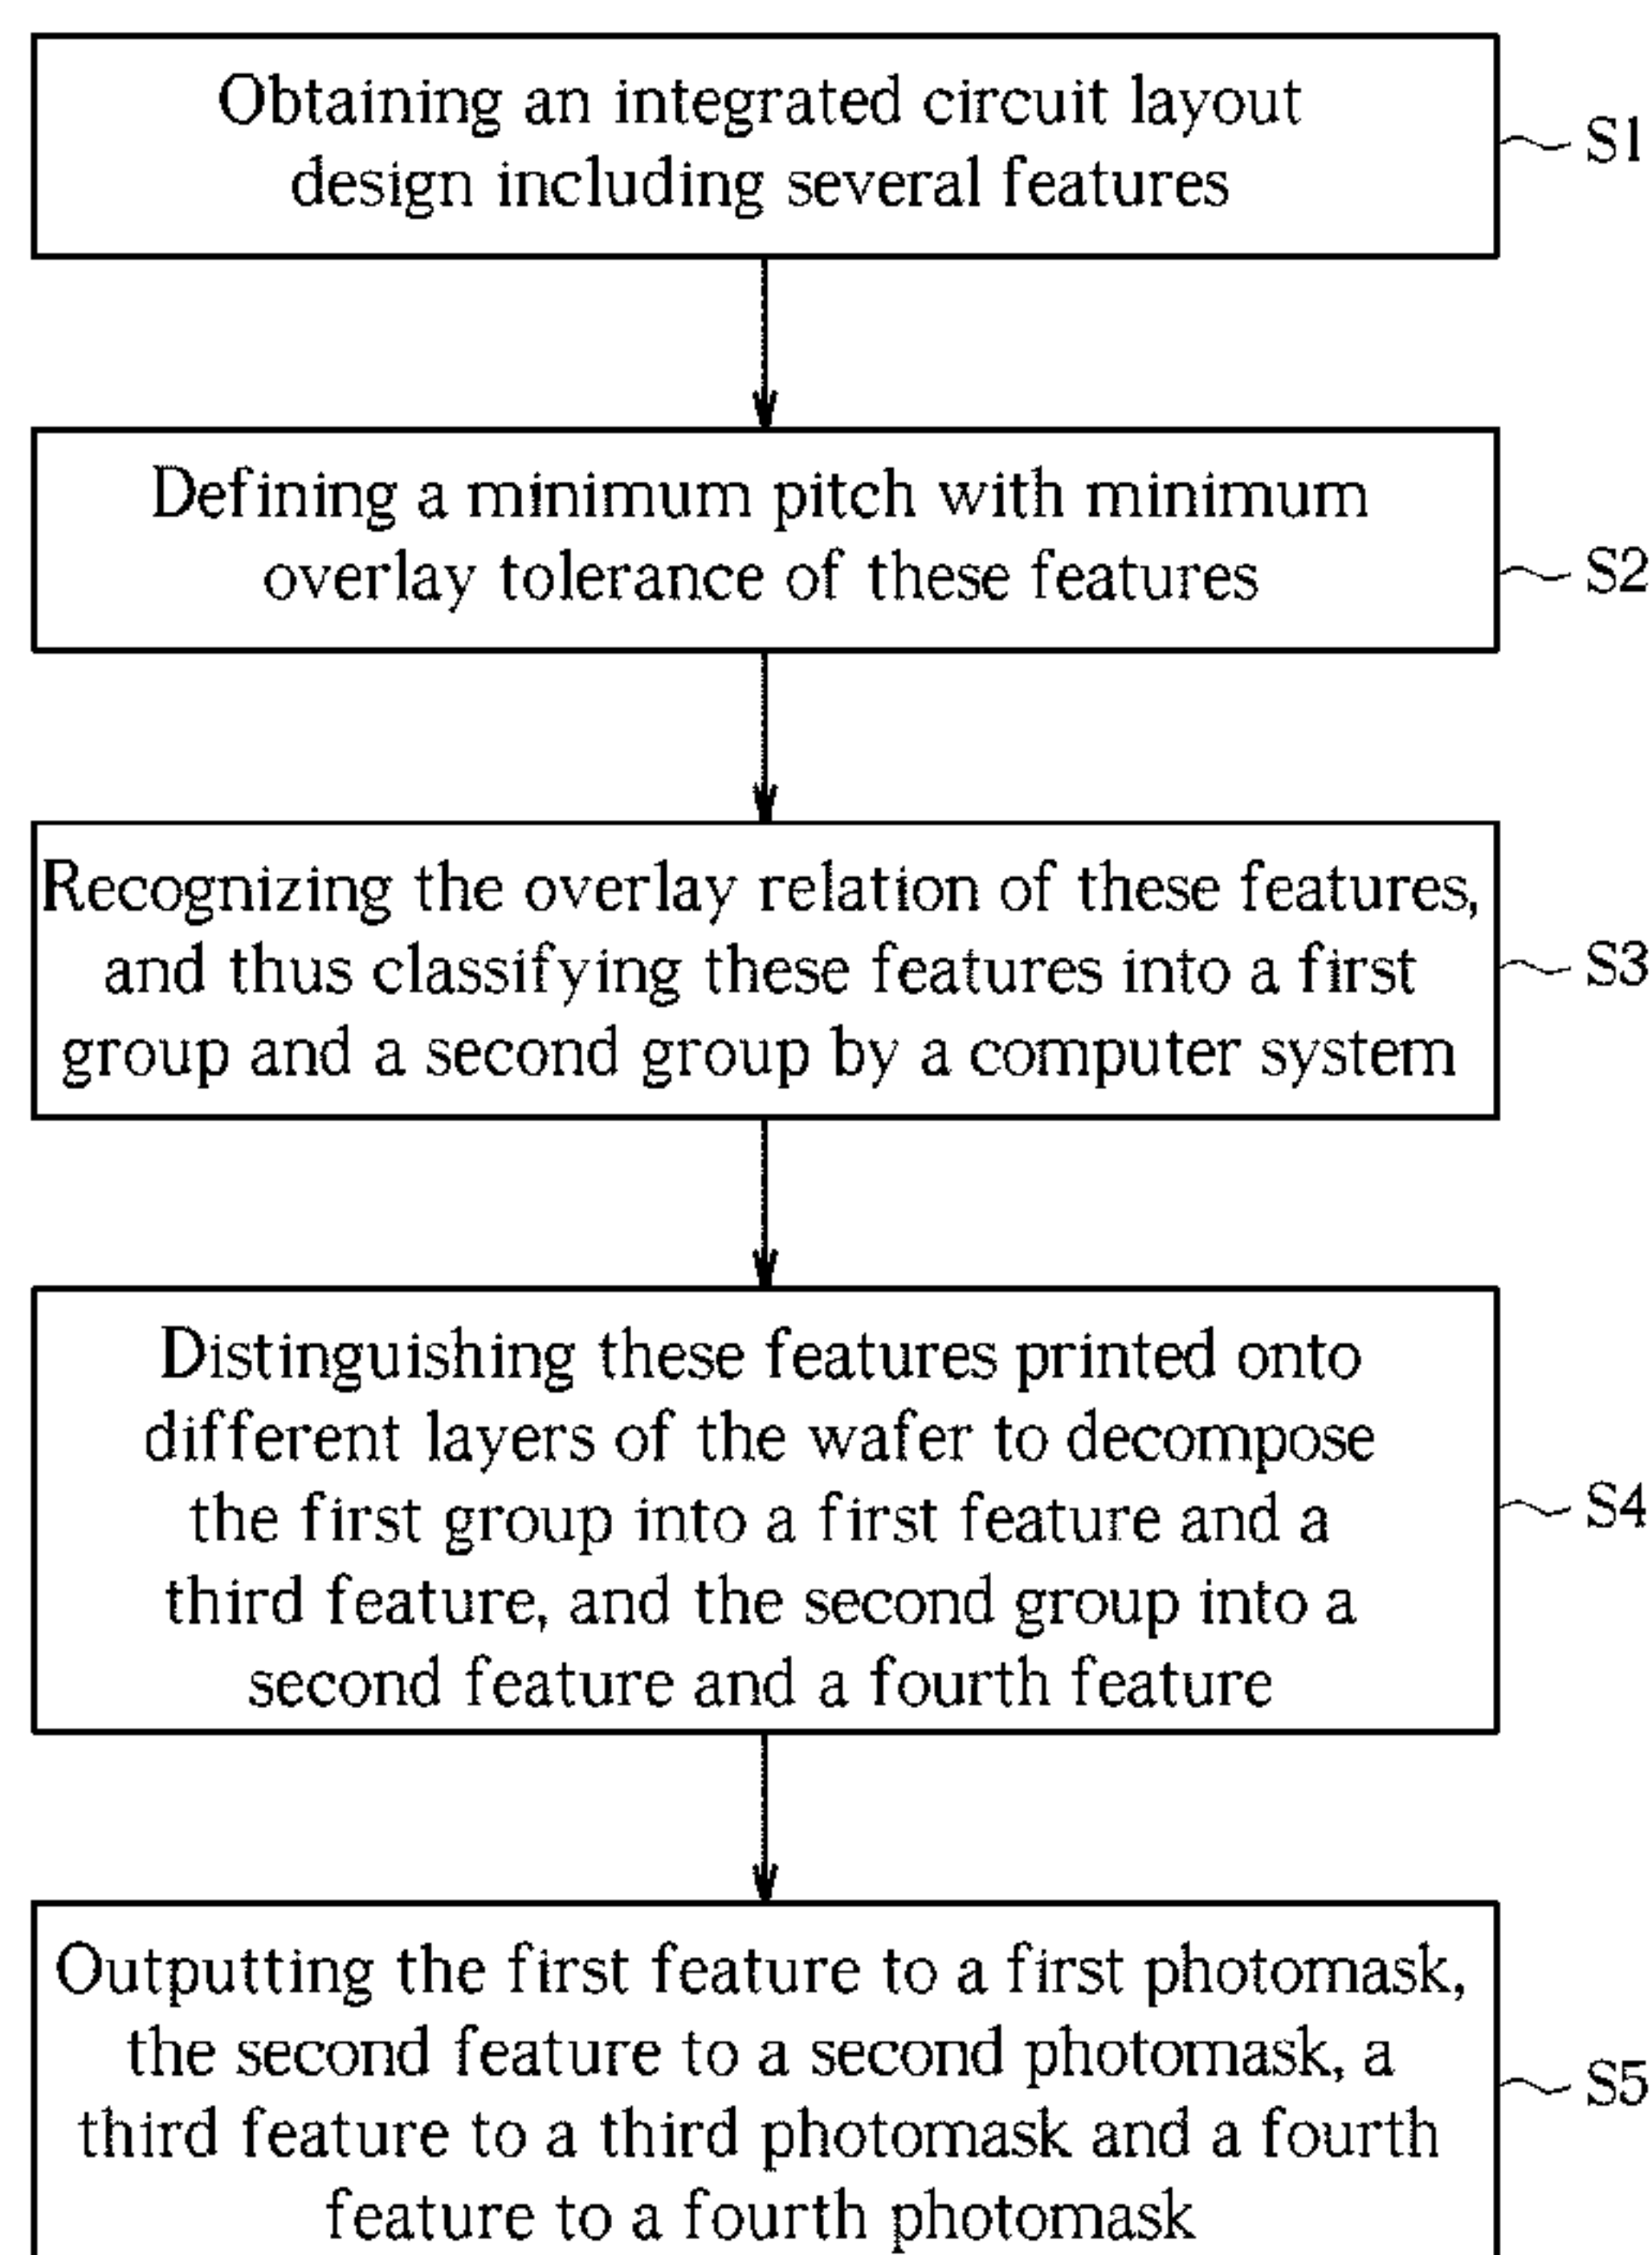 Obtaining an integrated circuit layout
design including several features
S1
Defining a minimum pitch with minimum
overlay tolerance of these features
S2
Recognizing the overlay relation of these features,
and thus classifying these features into a first
group and a second group by a computer system
S3
Distinguishing these features printed onto
different layers of the wafer to decompose
the first group into a first feature and a
third feature, and the second group into a
second feature and a fourth feature
S4
Outputting the first feature to a first photomask,
the second feature to a second photomask, a
third feature to a third photomask and a fourth
feature to a fourth photomask
S5